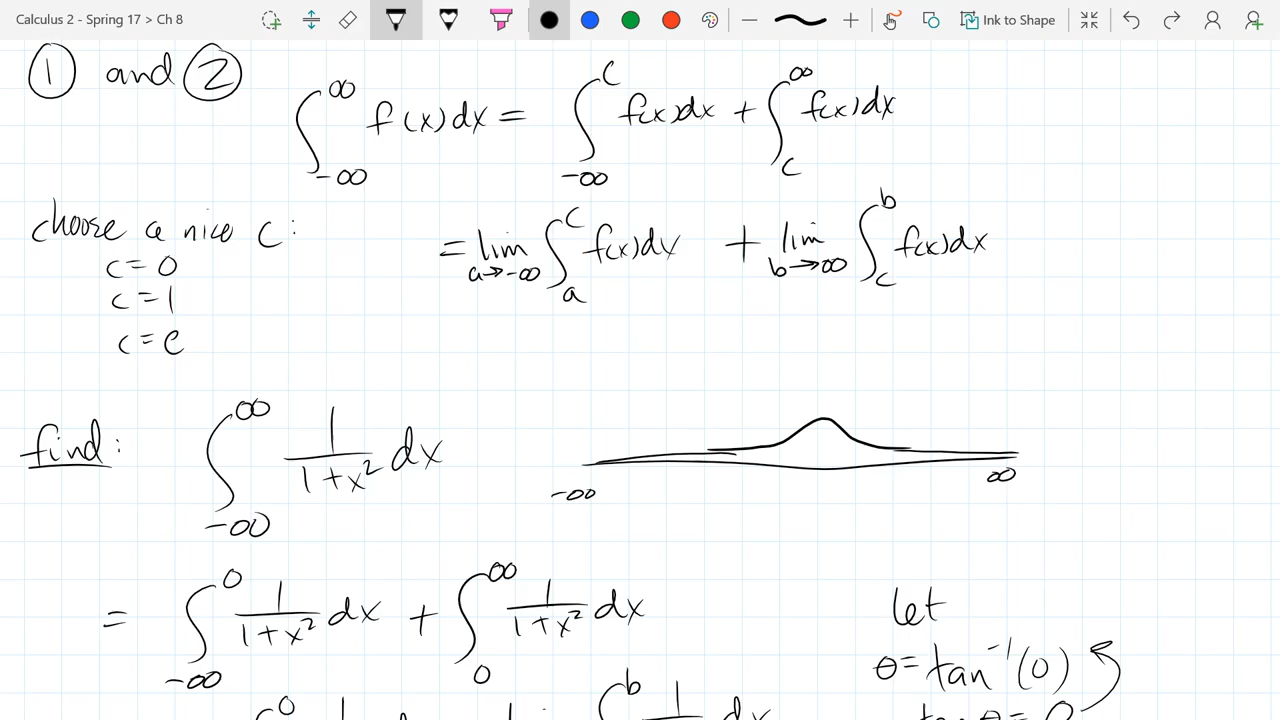 Calculus 2 - Spring 17 > Ch 8
Ink to Shape
① and ②
∫_{-∞}^{∞} f(x)dx = ∫_{-∞}^{c} f(x)dx + ∫_{c}^{∞} f(x)dx
choose a nice c:
= lim_{a→-∞} ∫_{a}^{c} f(x)dx + lim_{b→∞} ∫_{c}^{b} f(x)dx
c=0
c=1
c=e
find: ∫_{-∞}^{∞} 1/(1+x²) dx
-∞ ∞
= ∫_{-∞}^{0} 1/(1+x²) dx + ∫_{0}^{∞} 1/(1+x²) dx
let
θ=tan⁻¹(0)
tan θ = 0